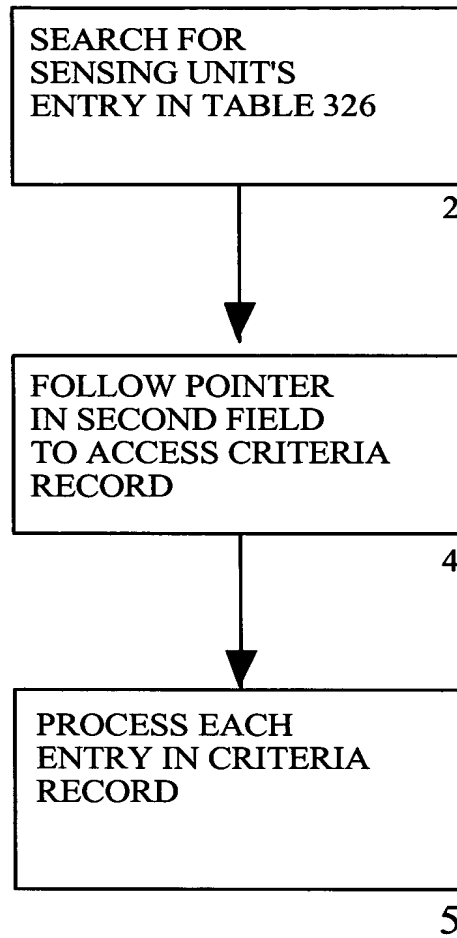 SEARCH FOR
SENSING UNIT'S
ENTRY IN TABLE 326
2
FOLLOW POINTER
IN SECOND FIELD
TO ACCESS CRITERIA
RECORD
4
PROCESS EACH
ENTRY IN CRITERIA
RECORD
5